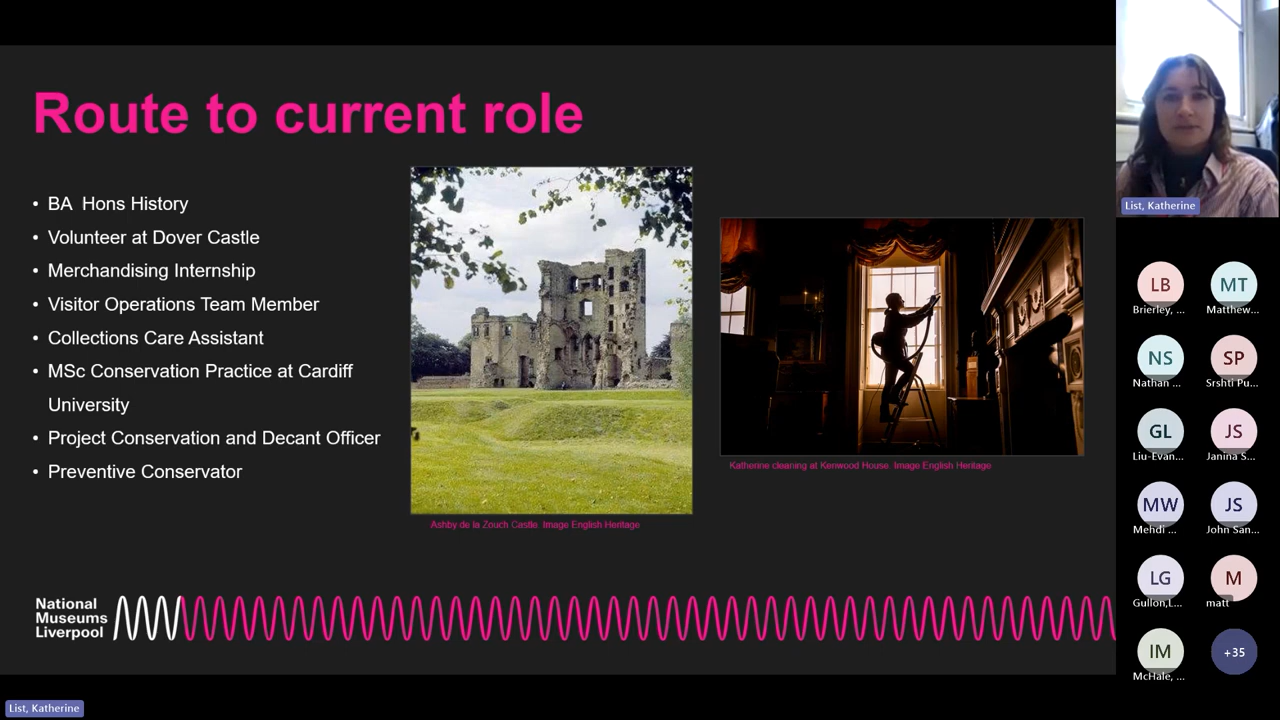 Route to current role
• BA  Hons History
• Volunteer at Dover Castle
• Merchandising Internship
• Visitor Operations Team Member
• Collections Care Assistant
• MSc Conservation Practice at Cardiff
University
• Project Conservation and Decant Officer
• Preventive Conservator
Ashby de la Zouch Castle. Image English Heritage
Katherine cleaning at Kenwood House. Image English Heritage
National
Museums
Liverpool
List, Katherine
List, Katherine
LB
Brierley, ...
MT
Matthew...
NS
Nathan ...
SP
Srshti Pu...
GL
Liu-Evan...
JS
Janina S...
MW
Mehdi ...
JS
John San...
LG
Gullon,L...
M
matt
IM
McHale, ...
+35